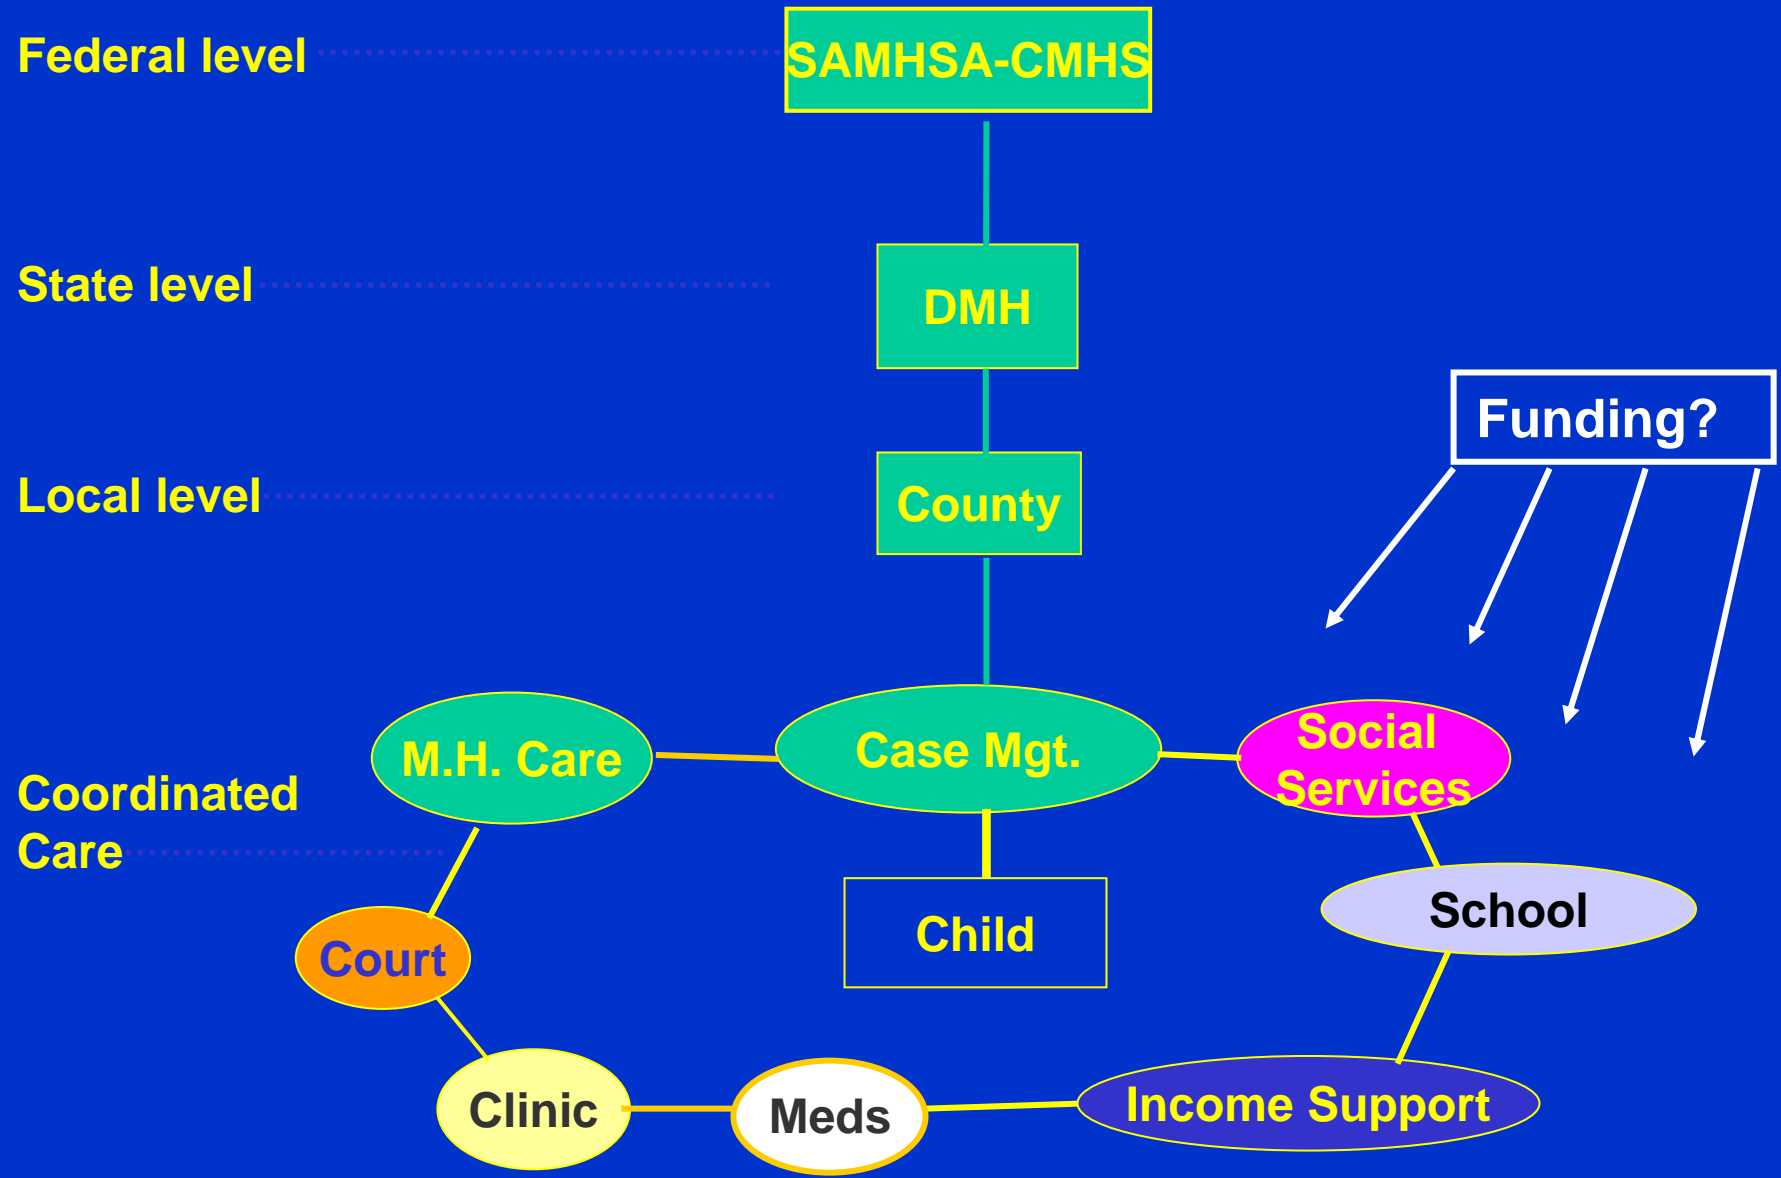 Federal level
SAMHSA-CMHS
State level
DMH
Funding?
Local level
County
M.H. Care
Case Mgt.
Social
Services
Coordinated
Care
School
Child
Court
Clinic
Meds
Income Support